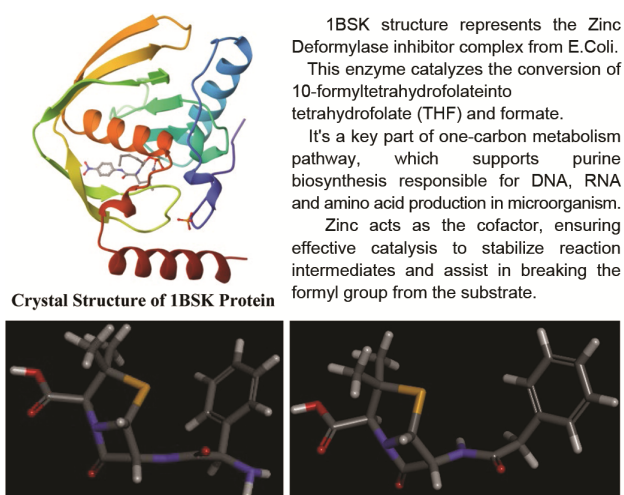 1BSK structure represents the Zinc
Deformylase inhibitor complex from E.Coli.
This enzyme catalyzes the conversion of
10-formyltetrahydrofolateinto
tetrahydrofolate (THF) and formate.
It's a key part of one-carbon metabolism
pathway, which supports purine
biosynthesis responsible for DNA, RNA
and amino acid production in microorganism.
Zinc acts as the cofactor, ensuring
effective catalysis to stabilize reaction
intermediates and assist in breaking the
formyl group from the substrate.
Crystal Structure of 1BSK Protein